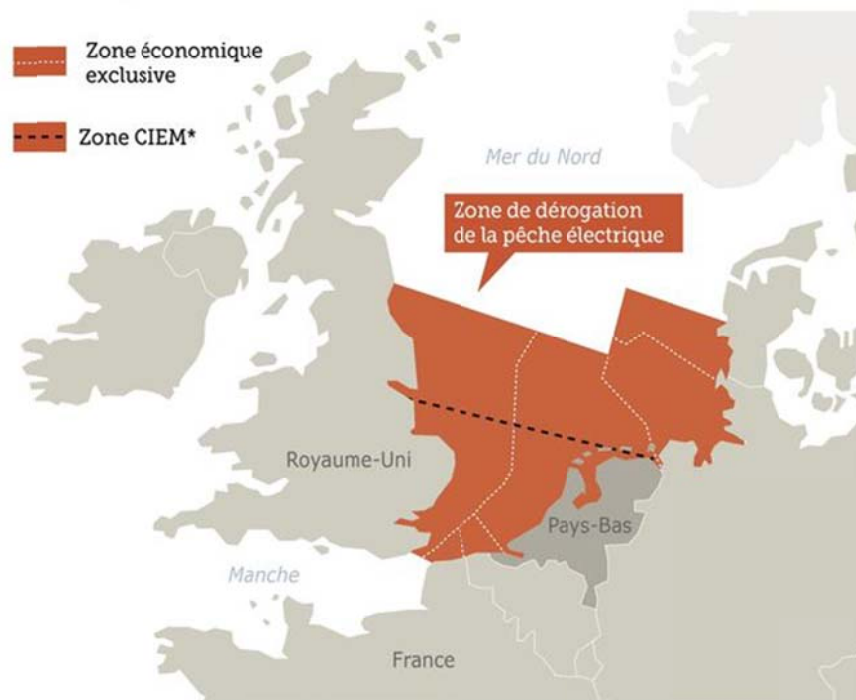 Zone économique
exclusive
Zone CIEM*
Mer du Nord
Zone de dérogation
de la pêche électrique
Royaume-Uni
Pays-Bas
Manche
France